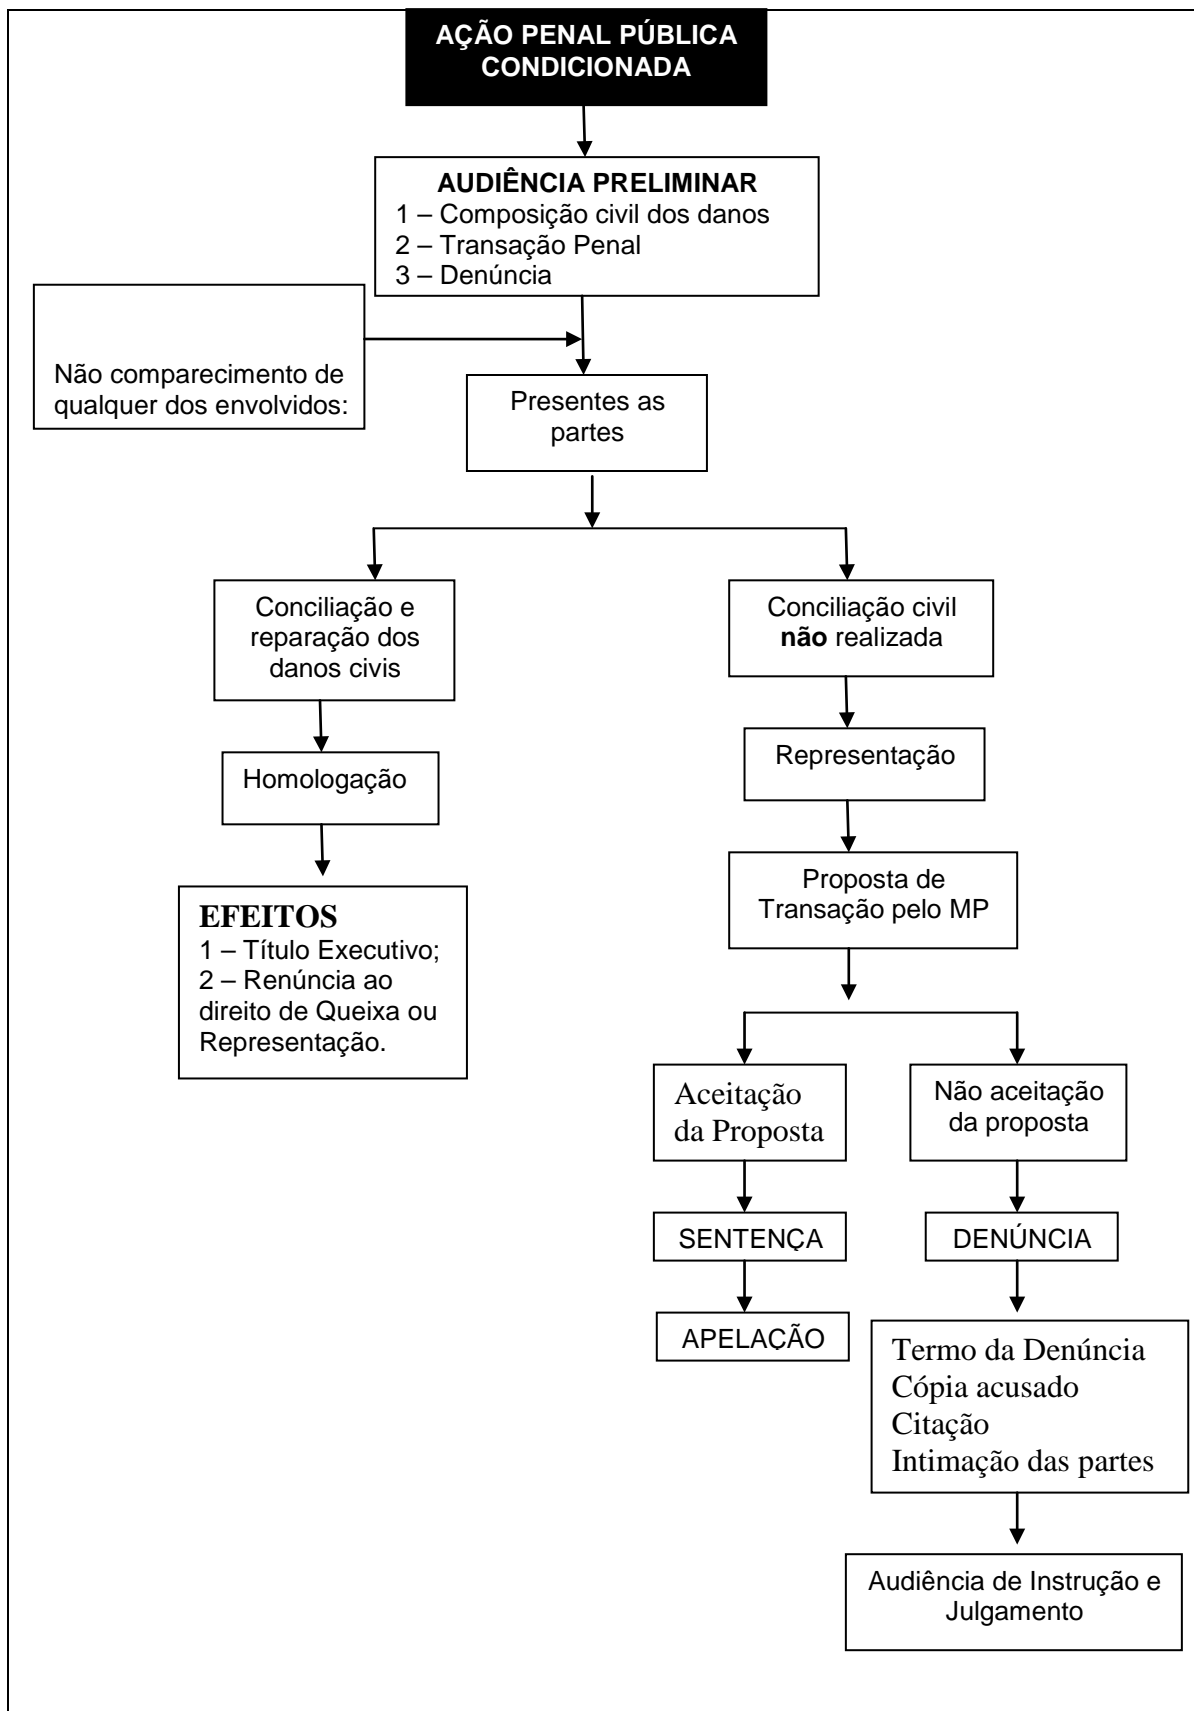 AÇÃO PENAL PÚBLICA
CONDICIONADA
AUDIÊNCIA PRELIMINAR
1 – Composição civil dos danos
2 – Transação Penal
3 – Denúncia
Não comparecimento de
qualquer dos envolvidos:
Presentes as
partes
Conciliação e
reparação dos
danos civis
Conciliação civil
não realizada
Homologação
Representação
EFEITOS
1 – Título Executivo;
2 – Renúncia ao
direito de Queixa ou
Representação.
Proposta de
Transação pelo MP
Aceitação
da Proposta
Não aceitação
da proposta
SENTENÇA
DENÚNCIA
APELAÇÃO
Termo da Denúncia
Cópia acusado
Citação
Intimação das partes
Audiência de Instrução e
Julgamento